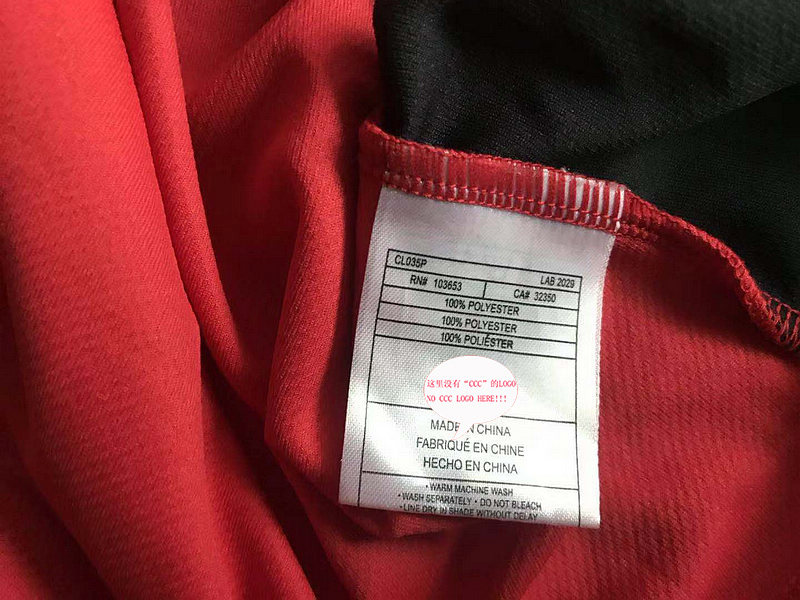 CL035P LAB 2029
RN# 103653 CA# 32350
100% POLYESTER
100% POLYESTER
100% POLIÉSTER
这里没有“CCC”的LOGO
NO CCC LOGO HERE!!!
MADE IN CHINA
FABRIQUÉ EN CHINE
HECHO EN CHINA
• WARM MACHINE WASH
• WASH SEPARATELY • DO NOT BLEACH
• LINE DRY IN SHADE WITHOUT DELAY